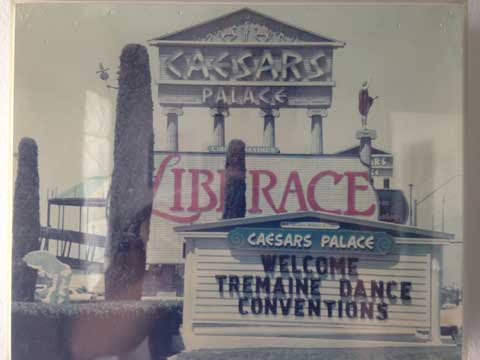 CAESARS
PALACE
LIBERACE
CAESARS PALACE
WELCOME
TREMAINE DANCE
CONVENTIONS